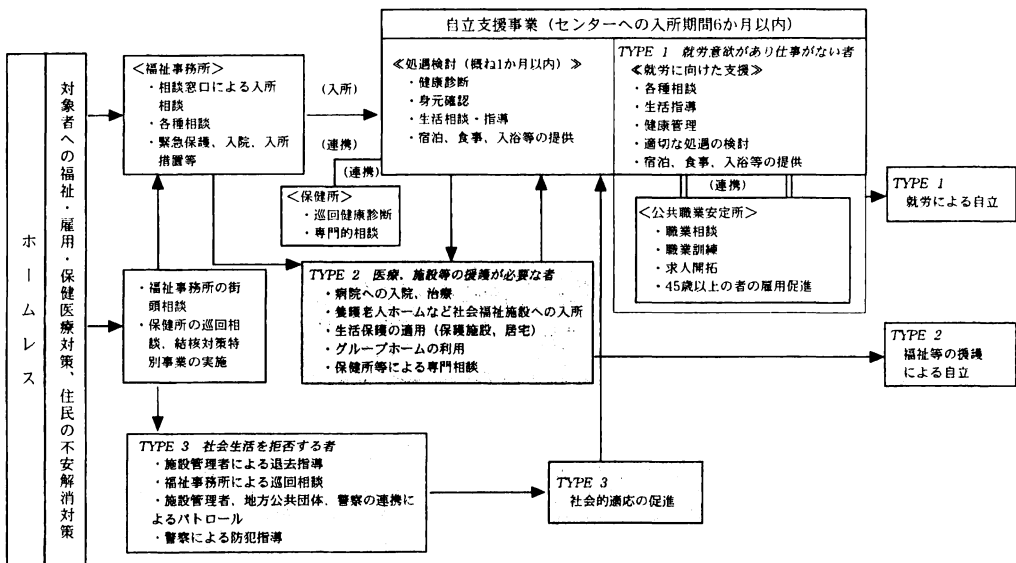 自立支援事業（センターへの入所期間6か月以内）
ホームレス
対象者への福祉・雇用・保健医療対策、住民の不安解消対策
＜福祉事務所＞
・相談窓口による入所
相談
・各種相談
・緊急保護、入院、入所
措置等
(入所)
(連携)
(連携)
≪処遇検討（概ね1か月以内）≫
・健康診断
・身元確認
・生活相談・指導
・宿泊、食事、入浴等の提供
TYPE 1 就労意欲があり仕事がない者
≪就労に向けた支援≫
・各種相談
・生活指導
・健康管理
・適切な処遇の検討
・宿泊、食事、入浴等の提供
(連携)
＜保健所＞
・巡回健康診断
・専門的相談
＜公共職業安定所＞
・職業相談
・職業訓練
・求人開拓
・45歳以上の者の雇用促進
TYPE 1
就労による自立
・福祉事務所の街
頭相談
・保健所の巡回相
談、結核対策特
別事業の実施
TYPE 2 医療、施設等の援護が必要な者
・病院への入院、治療
・養護老人ホームなど社会福祉施設への入所
・生活保護の適用（保護施設、居宅）
・グループホームの利用
・保健所等による専門相談
TYPE 2
福祉等の援護
による自立
TYPE 3 社会生活を拒否する者
・施設管理者による退去指導
・福祉事務所による巡回相談
・施設管理者、地方公共団体、警察の連携に
よるパトロール
・警察による防犯指導
TYPE 3
社会的適応の促進